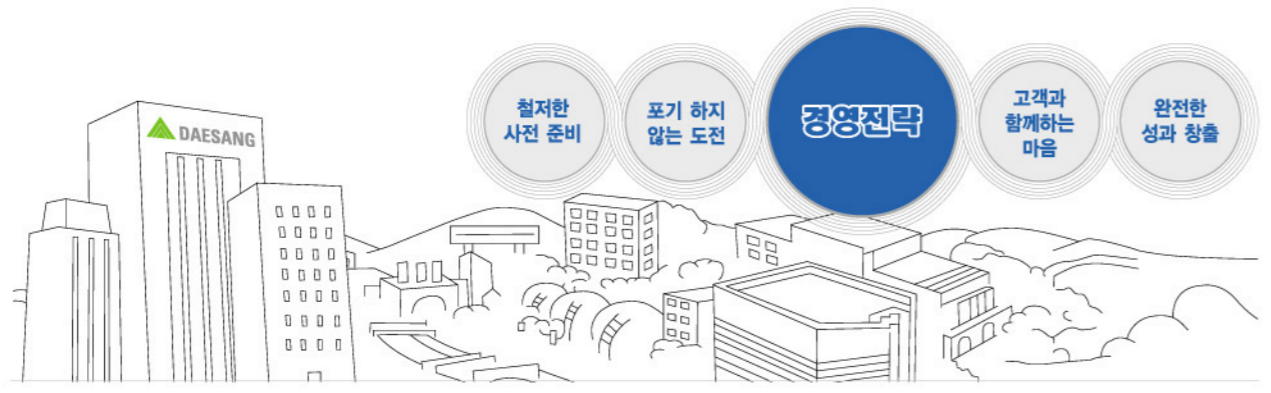 철저한
사전 준비
포기 하지
않는 도전
경영전략
고객과
함께하는
마음
완전한
성과 창출
DAESANG